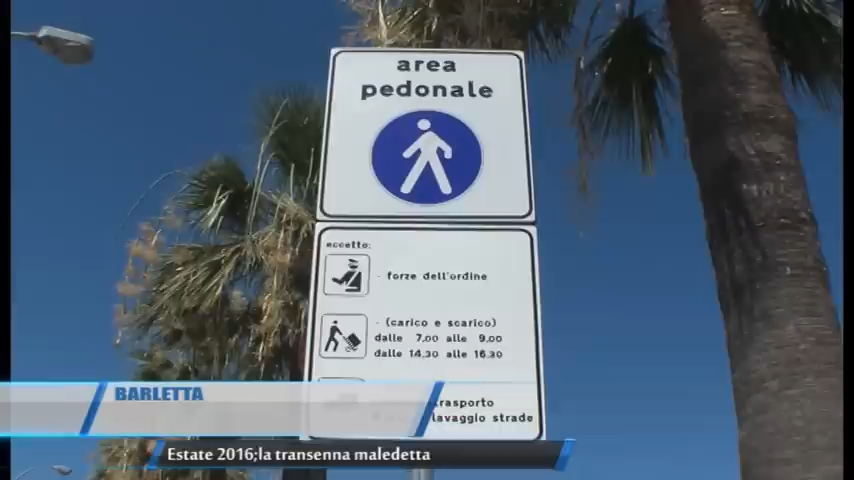 area
pedonale
eccetto:
- forze dell'ordine
- (carico e scarico)
dalle 7,00 alle 9,00
dalle 14,30 alle 16,30
trasporto
lavaggio strade
BARLETTA
Estate 2016;la transenna maledetta